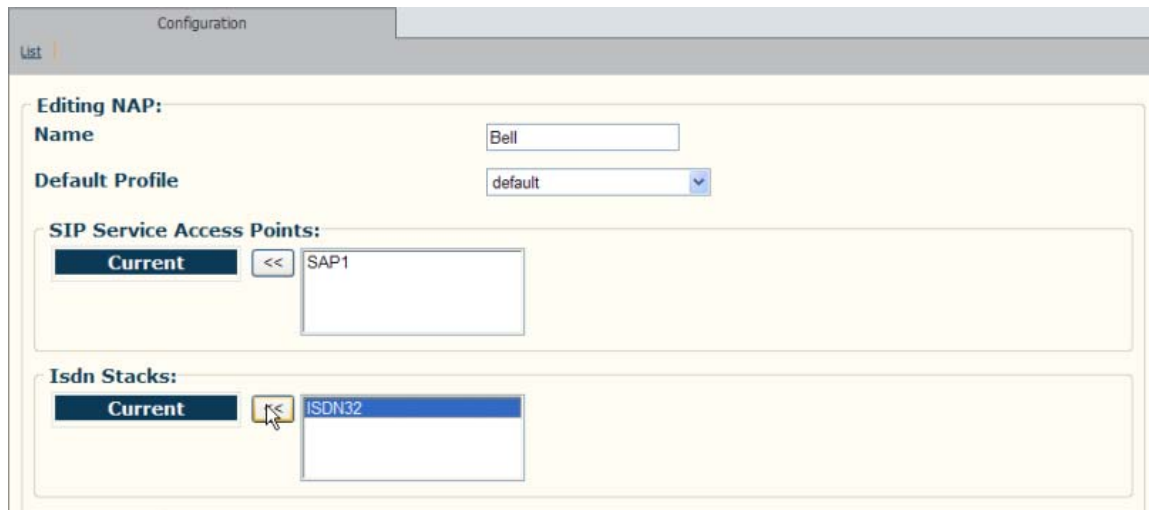 Configuration
List
Editing NAP:
Name
Bell
Default Profile
default
SIP Service Access Points:
Current << SAP1
Isdn Stacks:
Current << ISDN32